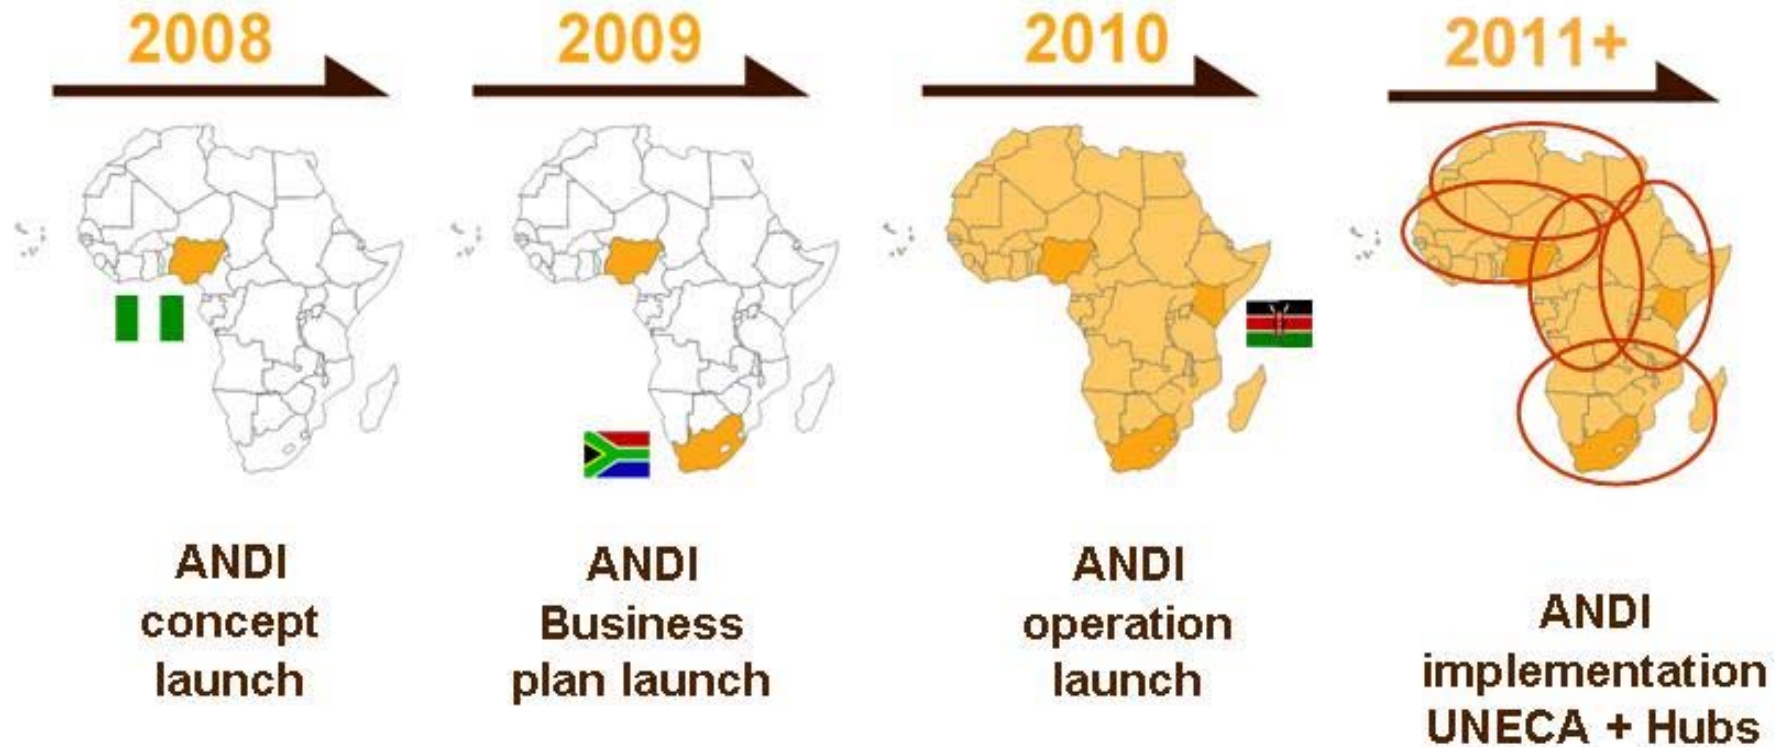 2008
2009
2010
2011+
ANDI
concept
launch
ANDI
Business
plan launch
ANDI
operation
launch
ANDI
implementation
UNECA + Hubs